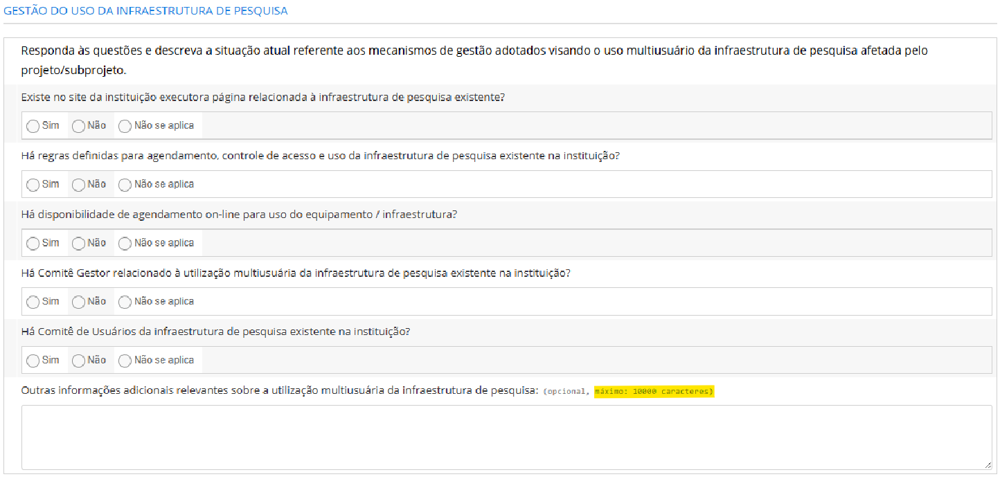 GESTÃO DO USO DA INFRAESTRUTURA DE PESQUISA
Responda às questões e descreva a situação atual referente aos mecanismos de gestão adotados visando o uso multiusuário da infraestrutura de pesquisa afetada pelo
projeto/subprojeto.
Existe no site da instituição executora página relacionada à infraestrutura de pesquisa existente?
Sim Não Não se aplica
Há regras definidas para agendamento, controle de acesso e uso da infraestrutura de pesquisa existente na instituição?
Sim Não Não se aplica
Há disponibilidade de agendamento on-line para uso do equipamento / infraestrutura?
Sim Não Não se aplica
Há Comitê Gestor relacionado à utilização multiusuária da infraestrutura de pesquisa existente na instituição?
Sim Não Não se aplica
Há Comitê de Usuários da infraestrutura de pesquisa existente na instituição?
Sim Não Não se aplica
Outras informações adicionais relevantes sobre a utilização multiusuária da infraestrutura de pesquisa: (opcional, máximo: 10000 caracteres)